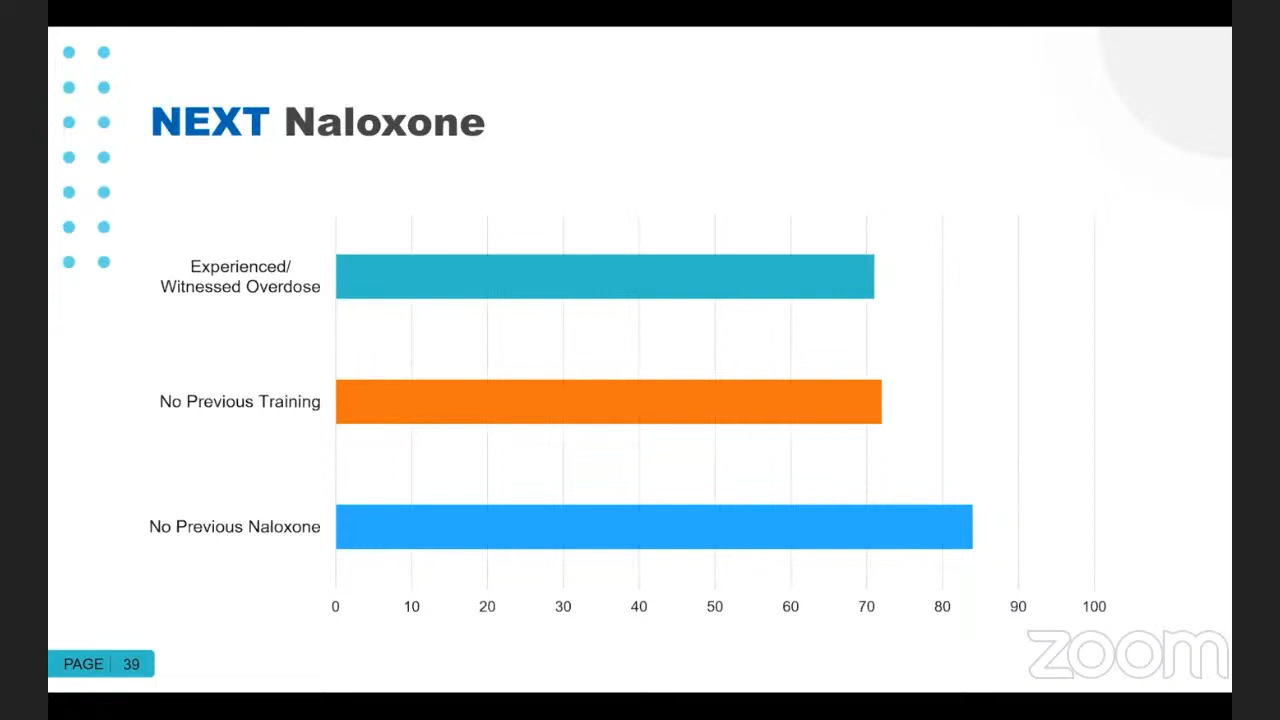 NEXT Naloxone
Experienced/
Witnessed Overdose
No Previous Training
No Previous Naloxone
0 10 20 30 40 50 60 70 80 90 100
PAGE 39
zoom